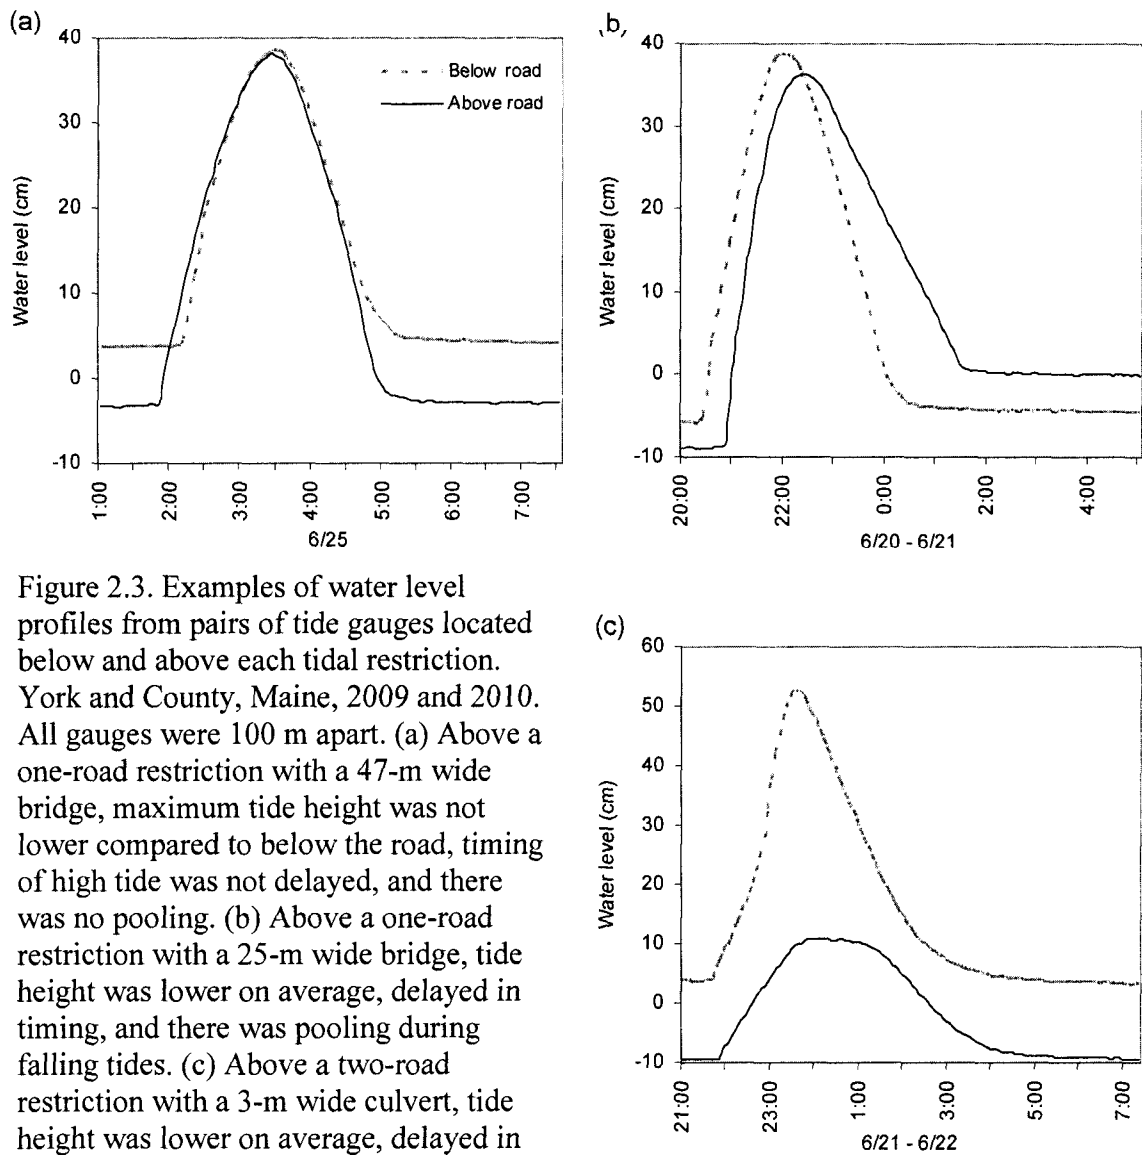 (a)
40
30
20
10
0
-10
Water level (cm)
Below road
Above road
1:00
2:00
3:00
4:00
5:00
6:00
7:00
6/25
b,
40
30
20
10
0
-10
Water level (cm)
20:00
22:00
0:00
2:00
4:00
6/20 - 6/21
Figure 2.3. Examples of water level
profiles from pairs of tide gauges located
below and above each tidal restriction.
York and County, Maine, 2009 and 2010.
All gauges were 100 m apart. (a) Above a
one-road restriction with a 47-m wide
bridge, maximum tide height was not
lower compared to below the road, timing
of high tide was not delayed, and there
was no pooling. (b) Above a one-road
restriction with a 25-m wide bridge, tide
height was lower on average, delayed in
timing, and there was pooling during
falling tides. (c) Above a two-road
restriction with a 3-m wide culvert, tide
height was lower on average, delayed in
(c)
60
50
40
30
20
10
0
-10
Water level (cm)
21:00
23:00
1:00
3:00
5:00
7:00
6/21 - 6/22